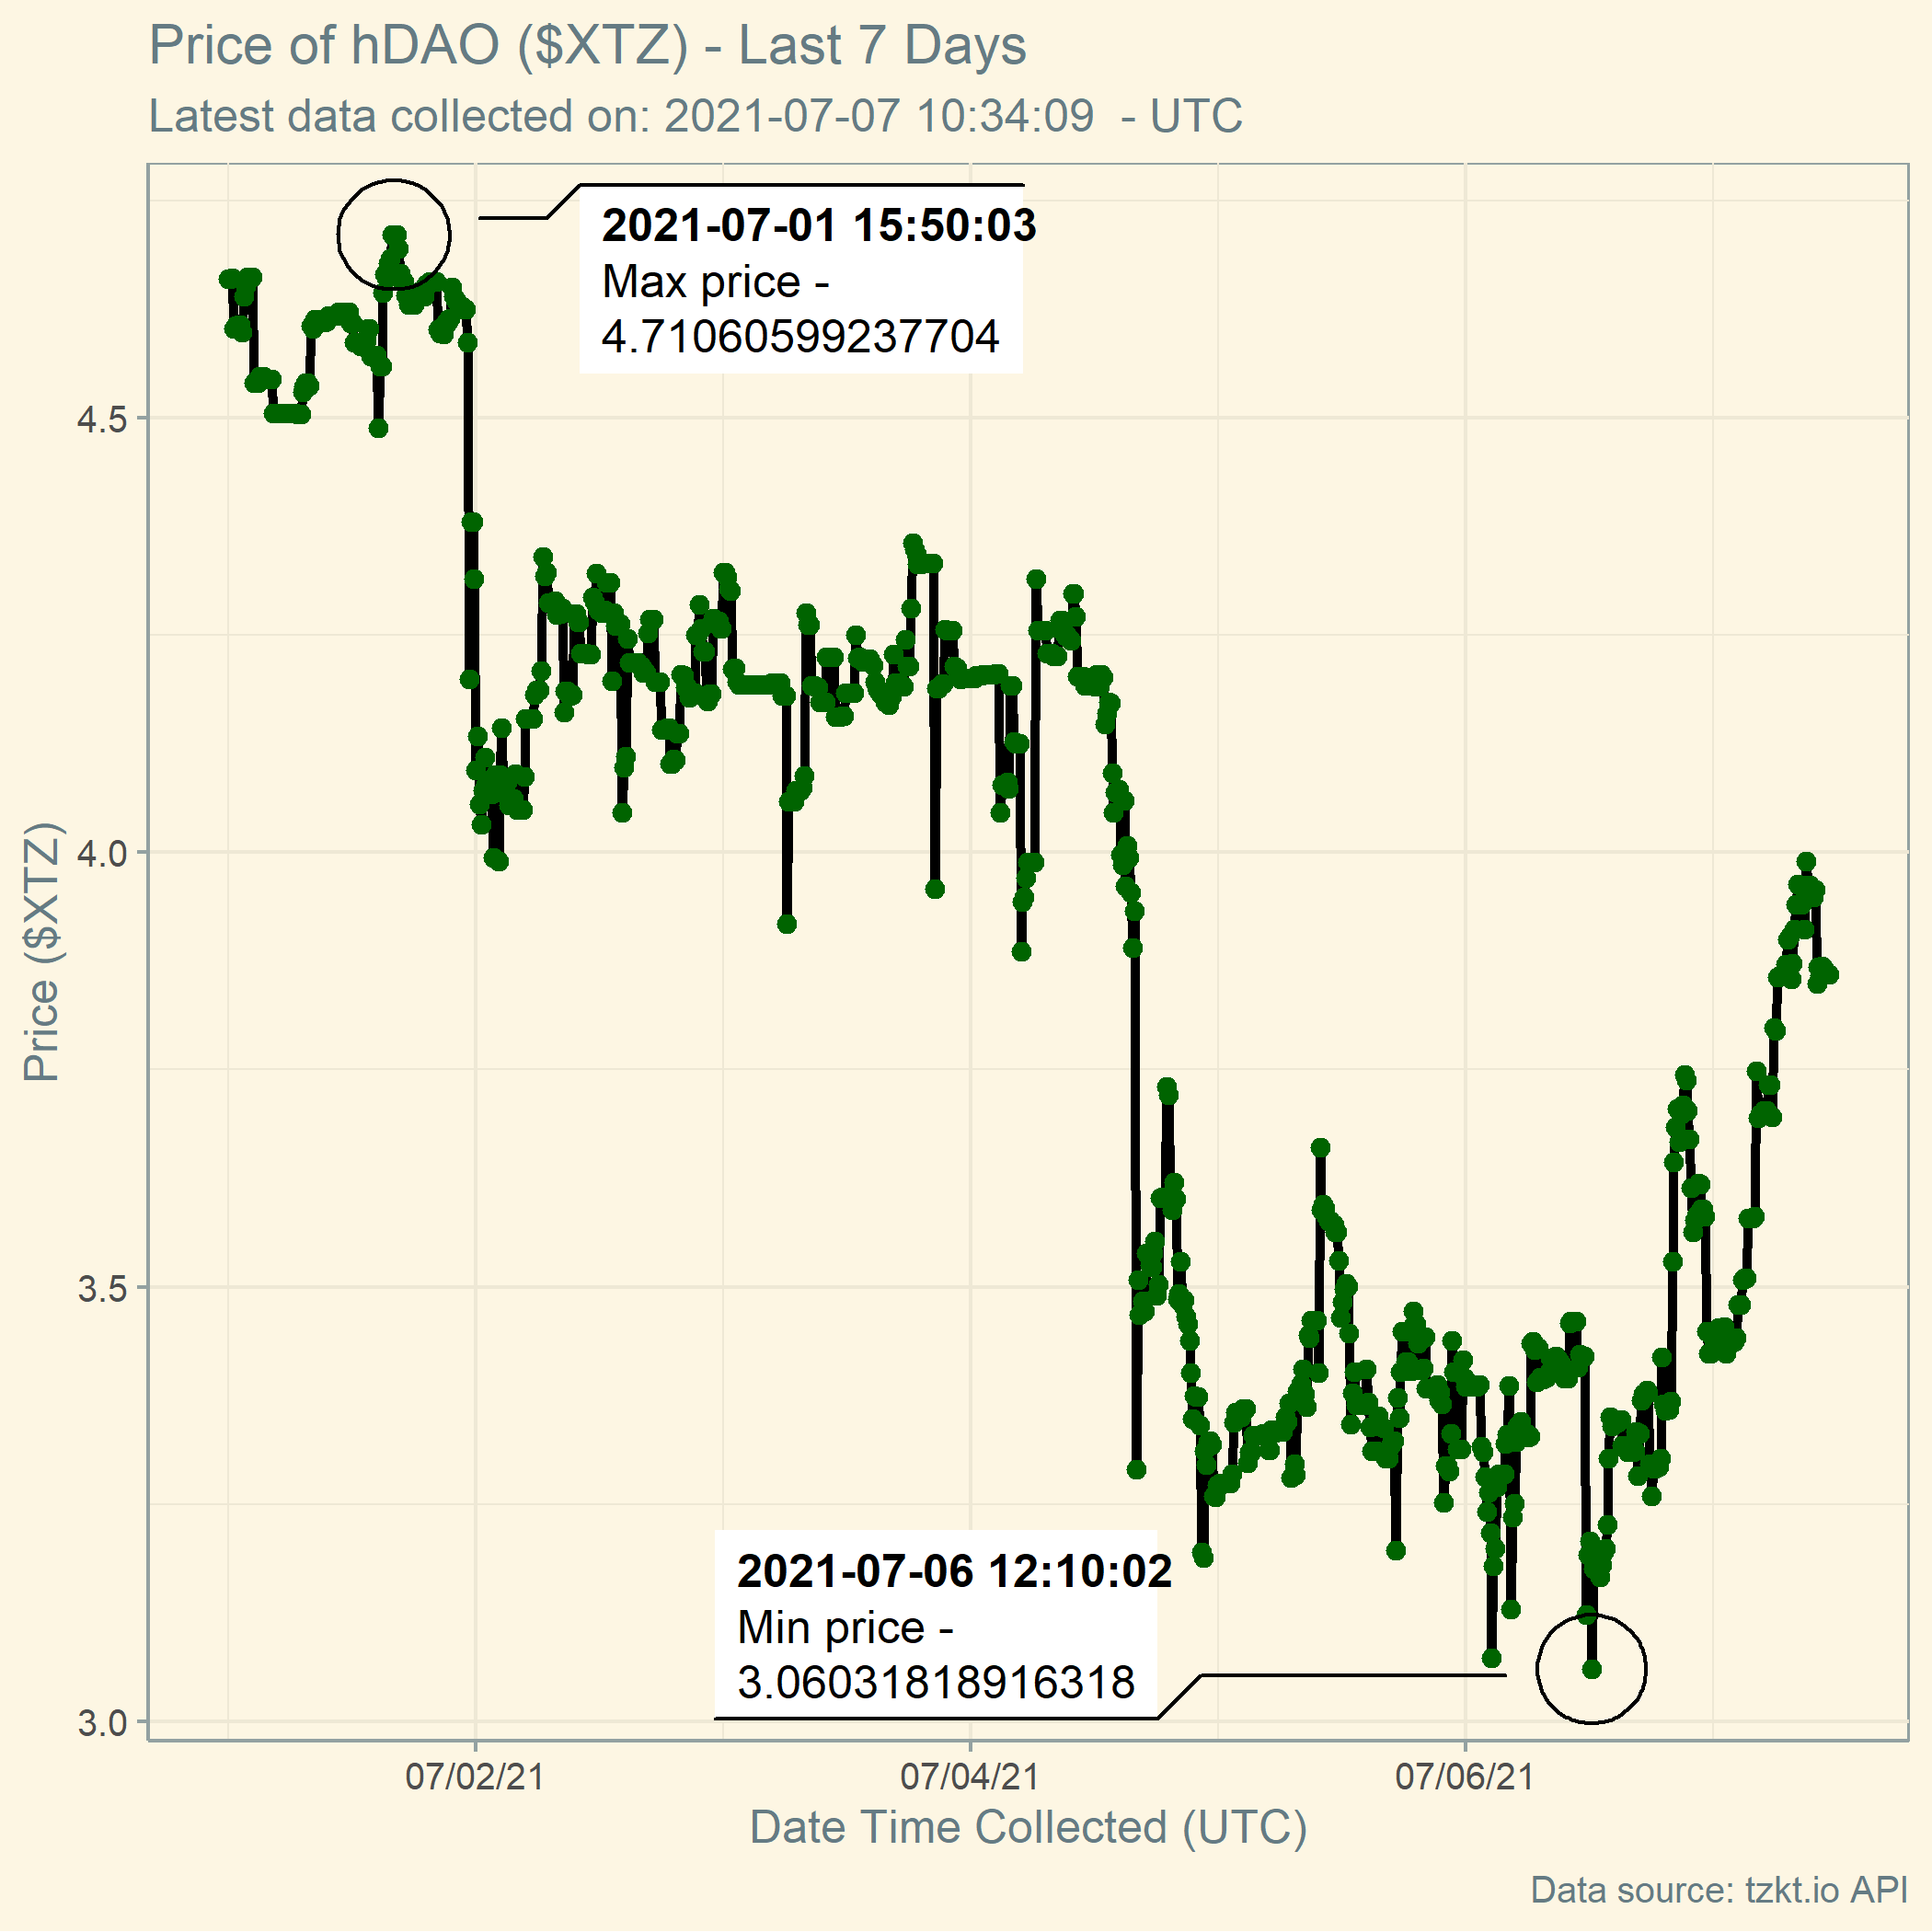 Price of hDAO ($XTZ) - Last 7 Days
Latest data collected on: 2021-07-07 10:34:09  - UTC
2021-07-01 15:50:03
Max price -
4.71060599237704
4.5
4.0
3.5
3.0
Price ($XTZ)
2021-07-06 12:10:02
Min price -
3.06031818916318
07/02/21
07/04/21
07/06/21
Date Time Collected (UTC)
Data source: tzkt.io API